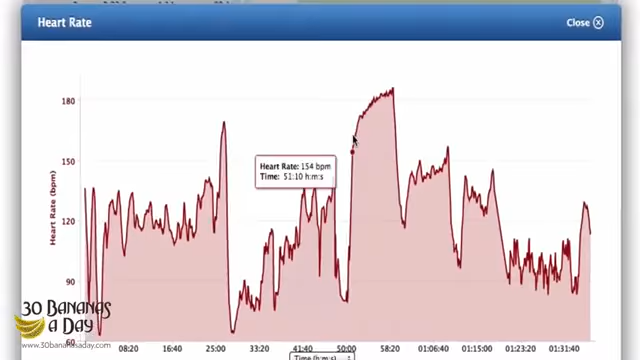 Heart Rate
Close
180
150
120
90
60
Heart Rate (bpm)
Heart Rate: 154 bpm
Time: 51:10 h:m:s
08:20 16:40 25:00 33:20 41:40 50:00 58:20 01:06:40 01:15:00 01:23:20 01:31:40
Time (h:m:s)
30 BANANAS
A DAY
www.30bananasaday.com